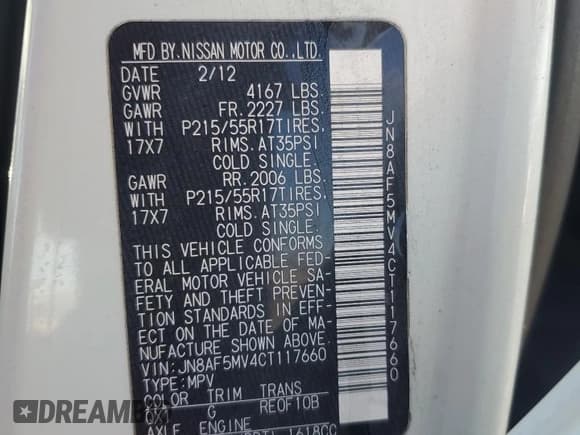 MFD BY.NISSAN MOTOR CO.,LTD.
DATE 2/12
GVWR 4167 LBS.
GAWR FR. 2227 LBS.
WITH P215/55R17TIRES.
17X7 RIMS.AT35PSI
COLD SINGLE.
GAWR RR. 2006 LBS.
WITH P215/55R17TIRES.
17X7 RIMS.AT35PSI
COLD SINGLE.
THIS VEHICLE CONFORMS
TO ALL APPLICABLE FED-
ERAL MOTOR VEHICLE SA-
FETY AND THEFT PREVEN-
TION STANDARDS IN EFF-
ECT ON THE DATE OF MA-
NUFACTURE SHOWN ABOVE.
VIN:JN8AF5MV4CT117660
TYPE:MPV
COLOR TRIM TRANS
G RE0F10B
AXLE ENGINE
1618CC
JN8AF5MV4CT117660